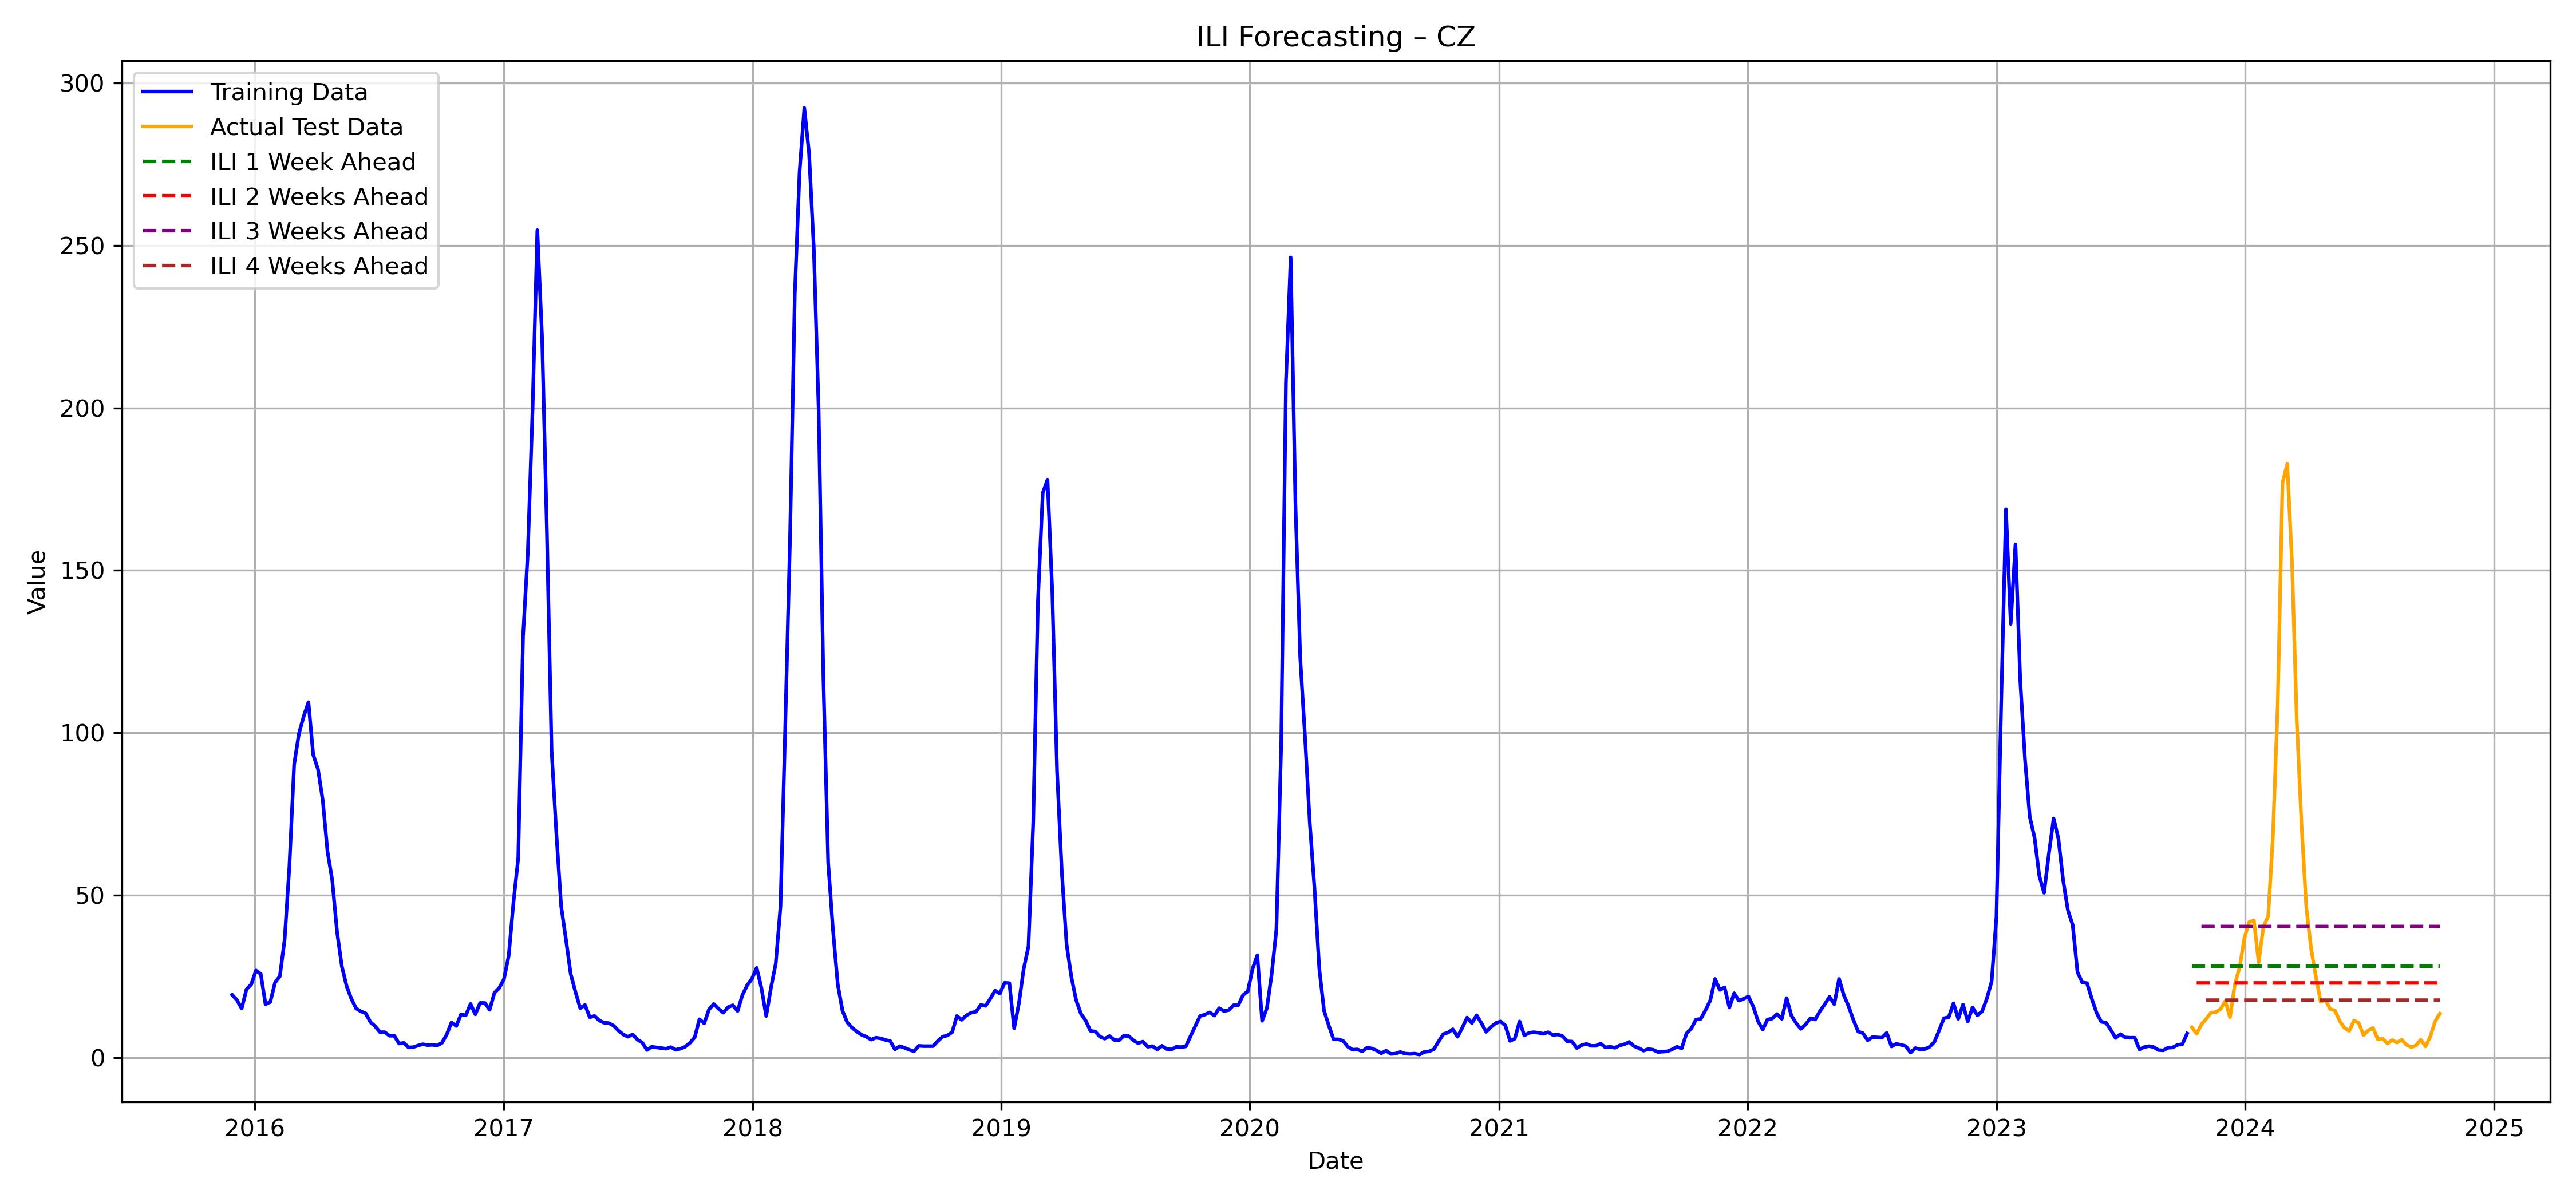 ILI Forecasting – CZ
Training Data
Actual Test Data
ILI 1 Week Ahead
ILI 2 Weeks Ahead
ILI 3 Weeks Ahead
ILI 4 Weeks Ahead
300
250
200
150
100
50
0
Value
2016
2017
2018
2019
2020
2021
2022
2023
2024
2025
Date